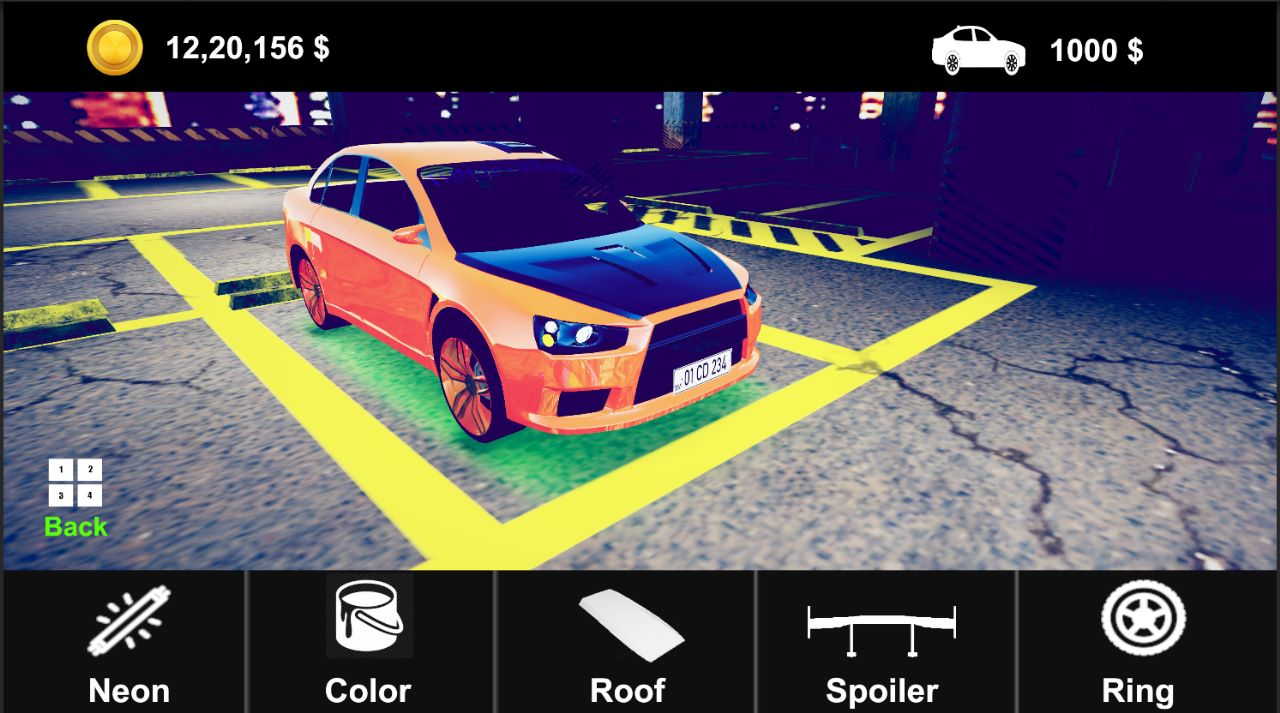 12,20,156 $
1000 $
01 CD 234
1 2
3 4
Back
Neon
Color
Roof
Spoiler
Ring